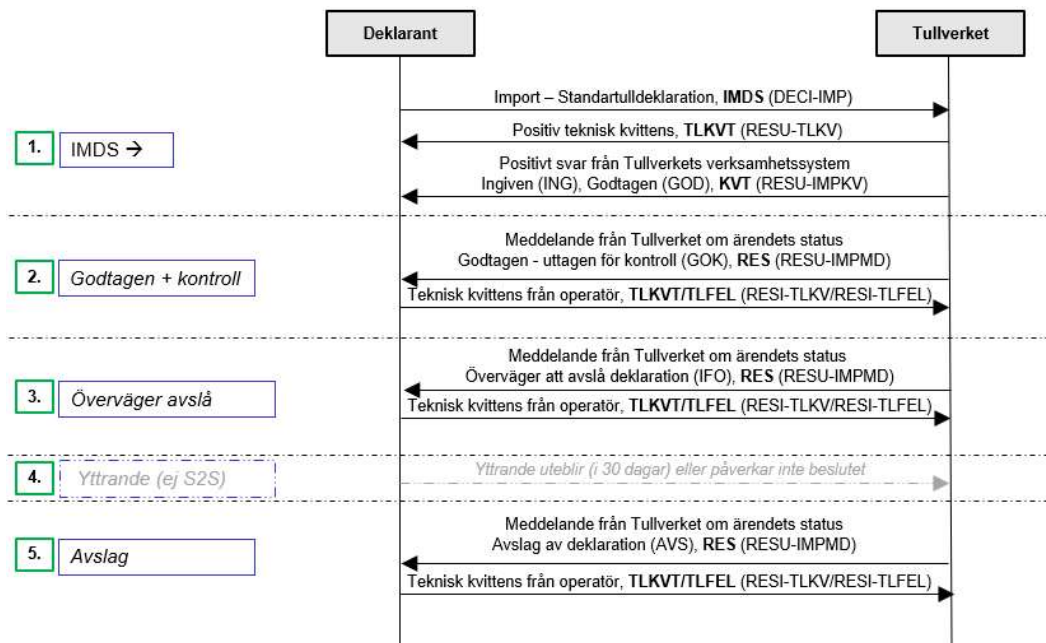 Deklarant
Tullverket
Import – Standartulldeklaration, IMDS (DECI-IMP)
Positiv teknisk kvittens, TLKVT (RESU-TLKV)
1.
IMDS →
Positivt svar från Tullverkets verksamhetssystem
Ingiven (ING), Godtagen (GOD), KVT (RESU-IMPKV)
Meddelande från Tullverket om ärendets status
2.
Godtagen + kontroll
Godtagen - uttagen för kontroll (GOK), RES (RESU-IMPMD)
Teknisk kvittens från operatör, TLKVT/TLFEL (RESI-TLKV/RESI-TLFEL)
Meddelande från Tullverket om ärendets status
3.
Överväger avslå
Överväger att avslå deklaration (IFO), RES (RESU-IMPMD)
Teknisk kvittens från operatör, TLKVT/TLFEL (RESI-TLKV/RESI-TLFEL)
4.
Yttrande (ej S2S)
Yttrande uteblir (i 30 dagar) eller påverkar inte beslutet
Meddelande från Tullverket om ärendets status
5.
Avslag
Avslag av deklaration (AVS), RES (RESU-IMPMD)
Teknisk kvittens från operatör, TLKVT/TLFEL (RESI-TLKV/RESI-TLFEL)